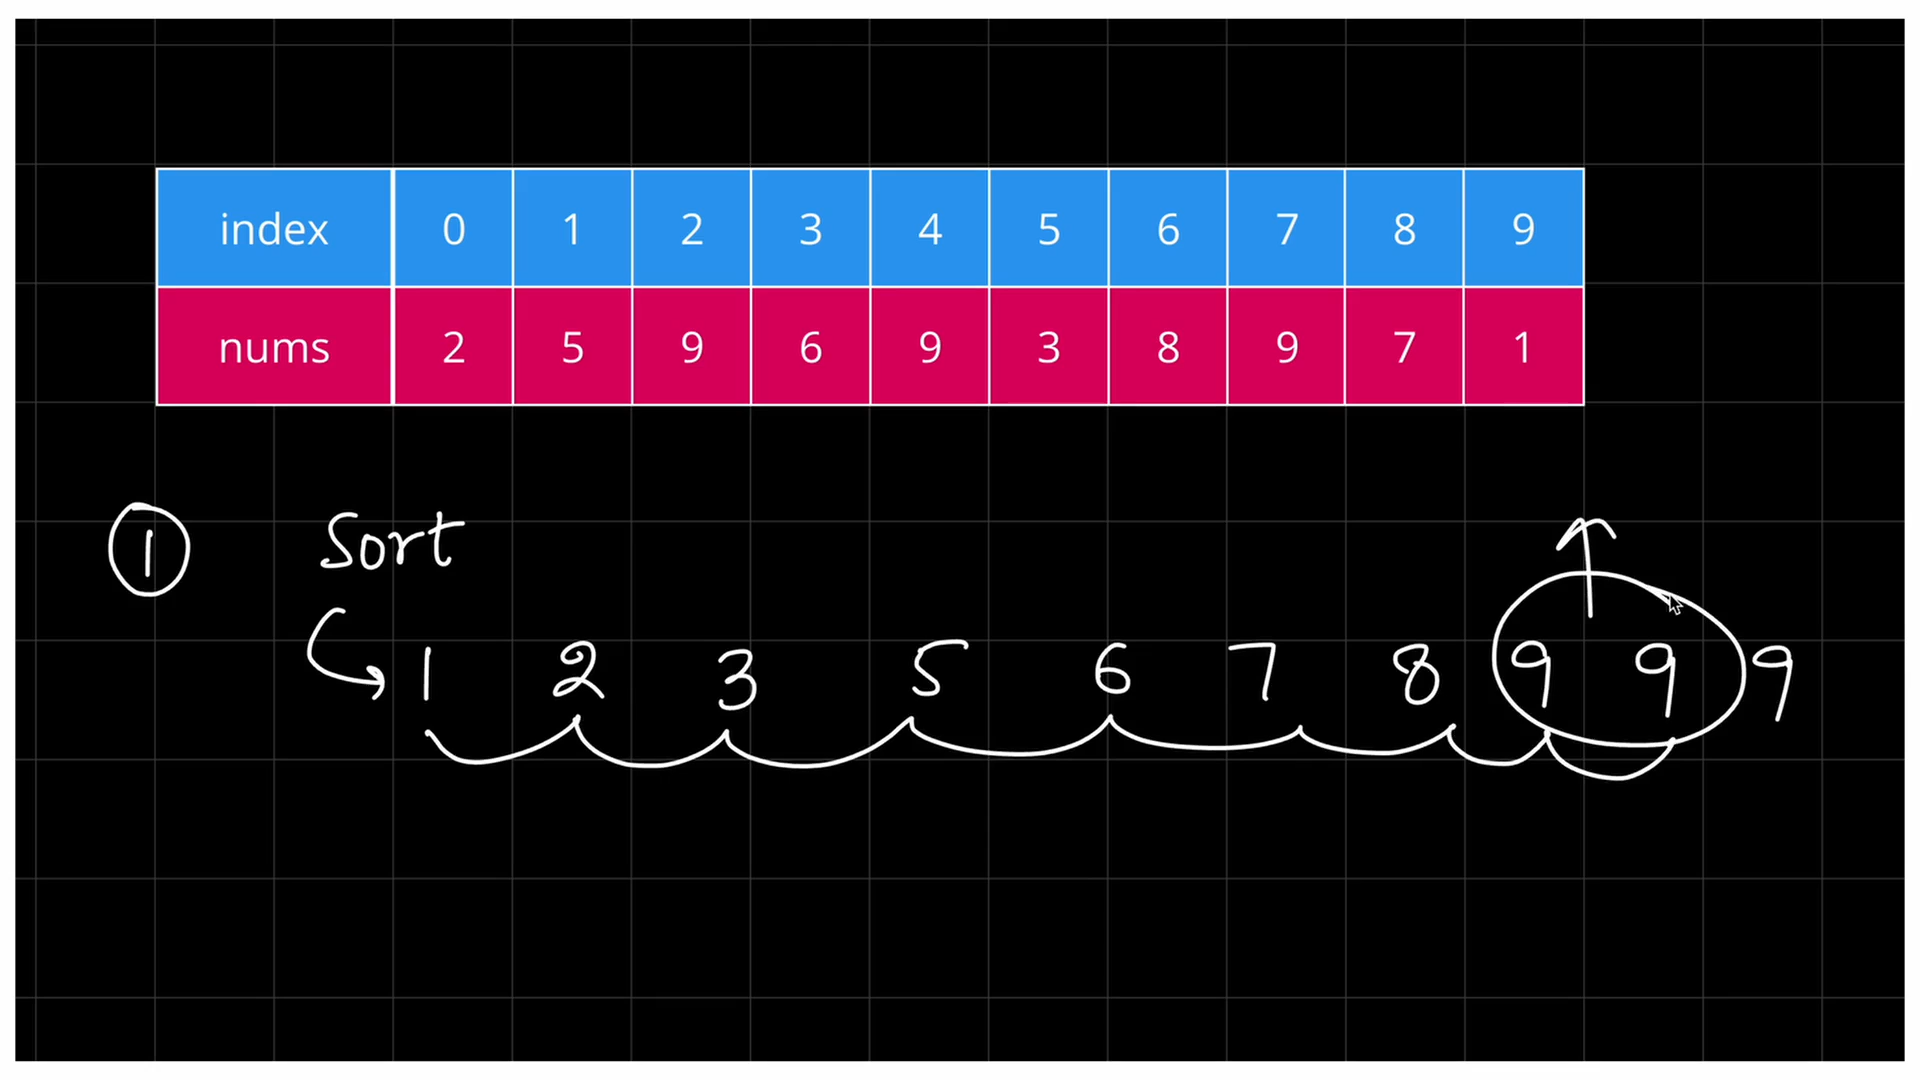 index 0 1 2 3 4 5 6 7 8 9
nums 2 5 9 6 9 3 8 9 7 1
1 Sort
1 2 3 5 6 7 8 9 9 9